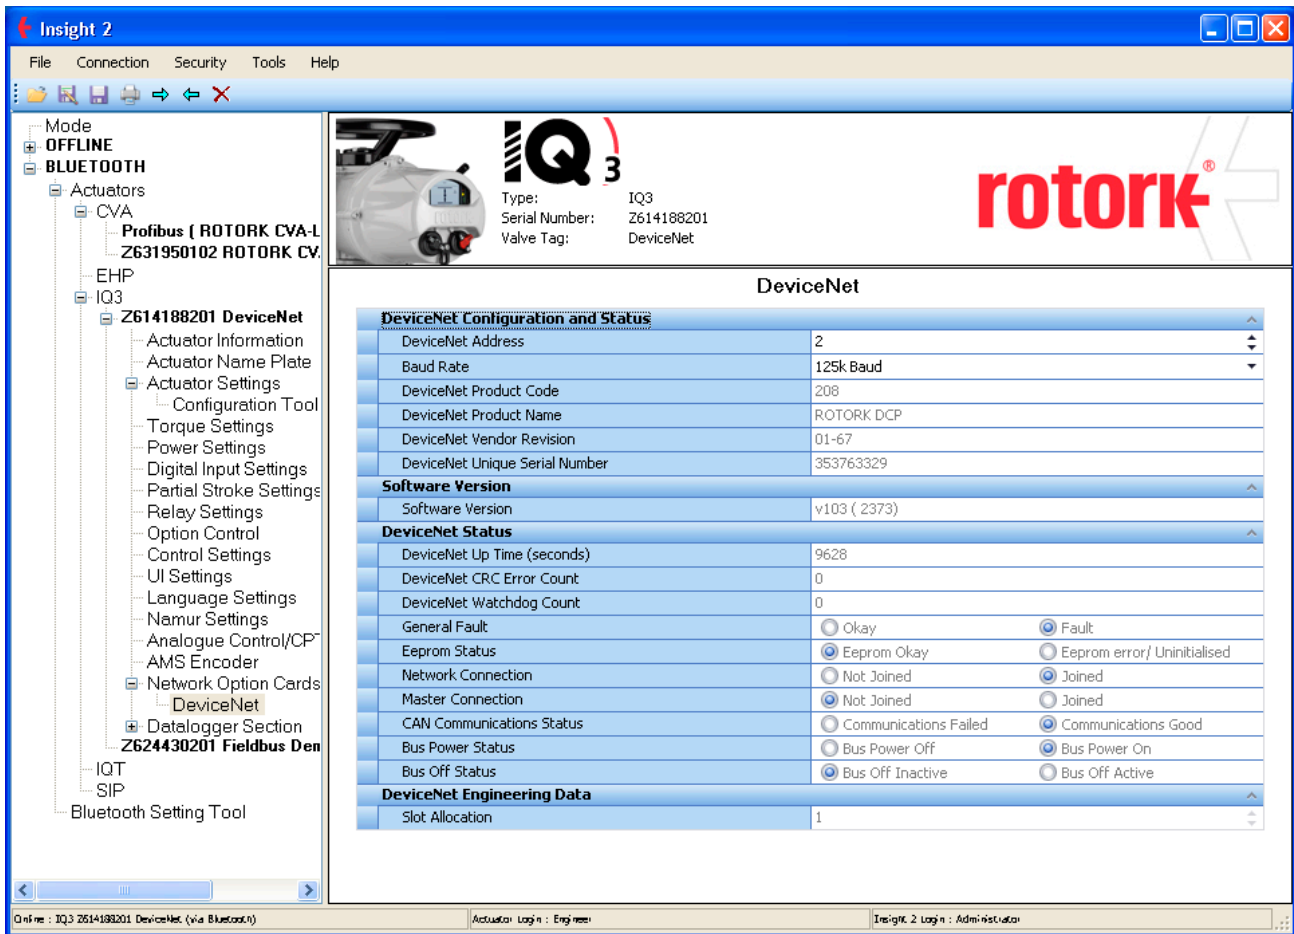 Insight 2
File Connection Security Tools Help
Mode
OFFLINE
BLUETOOTH
Actuators
CVA
Profibus ( ROTORK CVA-L
Z631950102 ROTORK CV.
EHP
IQ3
Z614188201 DeviceNet
Actuator Information
Actuator Name Plate
Actuator Settings
Configuration Tool
Torque Settings
Power Settings
Digital Input Settings
Partial Stroke Settings
Relay Settings
Option Control
Control Settings
UI Settings
Language Settings
Namur Settings
Analogue Control/CPT
AMS Encoder
Network Option Cards
DeviceNet
Datalogger Section
Z624430201 Fieldbus Den
IQT
SIP
Bluetooth Setting Tool
IQ 3
Type: IQ3
Serial Number: Z614188201
Valve Tag: DeviceNet
rotork ®
DeviceNet
DeviceNet Configuration and Status
DeviceNet Address 2
Baud Rate 125k Baud
DeviceNet Product Code 208
DeviceNet Product Name ROTORK DCP
DeviceNet Vendor Revision 01-67
DeviceNet Unique Serial Number 353763329
Software Version
Software Version v103 ( 2373)
DeviceNet Status
DeviceNet Up Time (seconds) 9628
DeviceNet CRC Error Count 0
DeviceNet Watchdog Count 0
General Fault Okay Fault
Eeprom Status Eeprom Okay Eeprom error/ Uninitialised
Network Connection Not Joined Joined
Master Connection Not Joined Joined
CAN Communications Status Communications Failed Communications Good
Bus Power Status Bus Power Off Bus Power On
Bus Off Status Bus Off Inactive Bus Off Active
DeviceNet Engineering Data
Slot Allocation 1
Online : IQ3 Z614188201 DeviceNet (via Bluetooth) Actuator Login : Engineer Insight 2 Login : Administrator